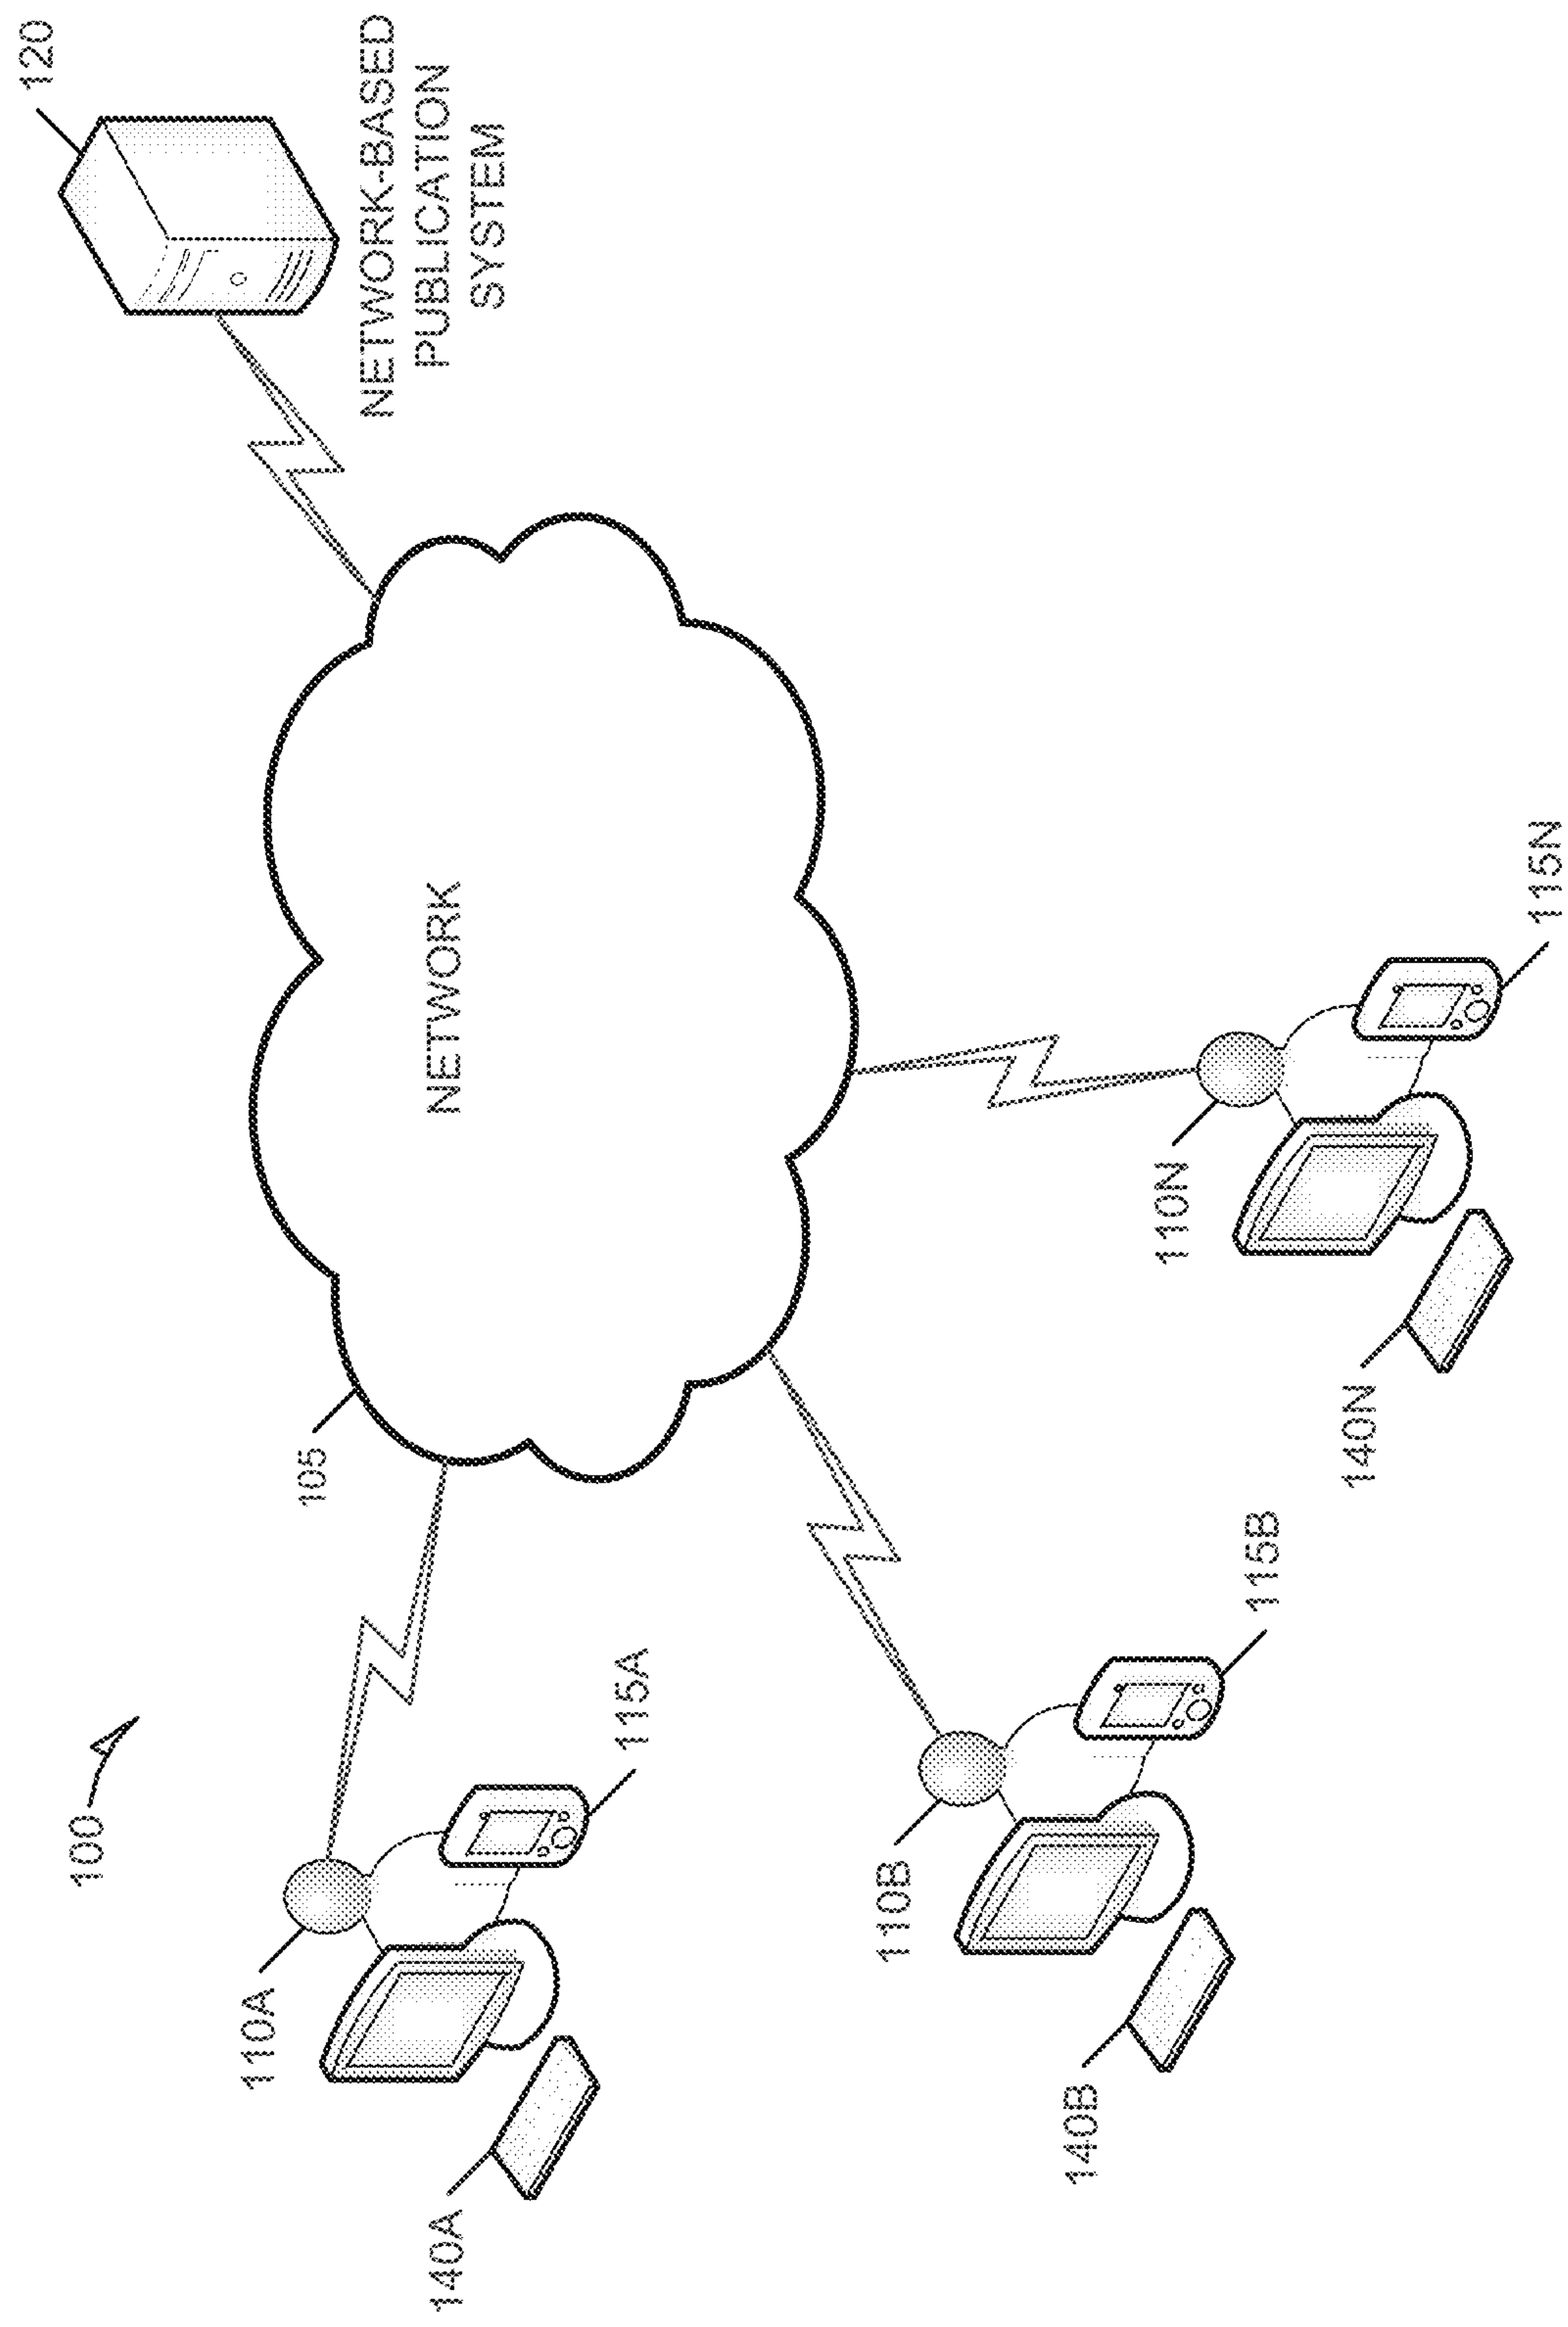 100
105
NETWORK
120
NETWORK-BASED
PUBLICATION
SYSTEM
110A
115A
140A
110B
115B
140B
110N
115N
140N